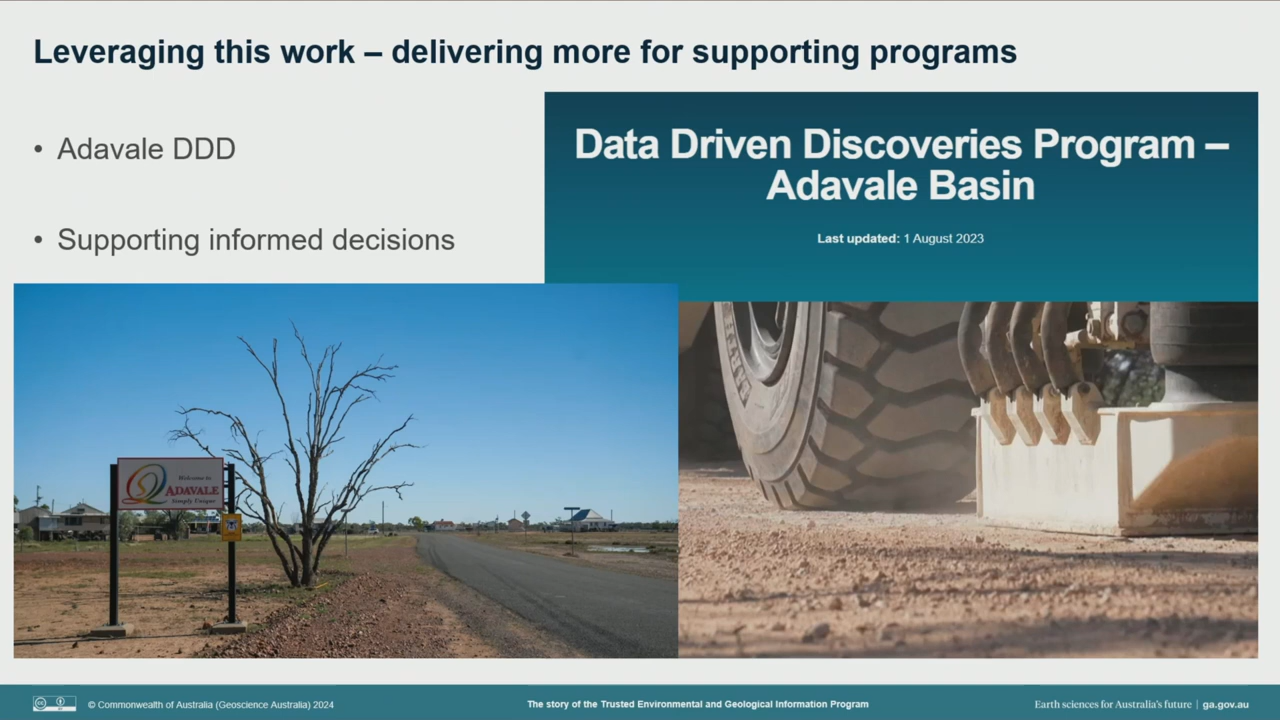 Leveraging this work – delivering more for supporting programs
• Adavale DDD
• Supporting informed decisions
Data Driven Discoveries Program –
Adavale Basin
Last updated: 1 August 2023
Welcome to
ADAVALE
Simply Unique
© Commonwealth of Australia (Geoscience Australia) 2024
The story of the Trusted Environmental and Geological Information Program
Earth sciences for Australia's future | ga.gov.au